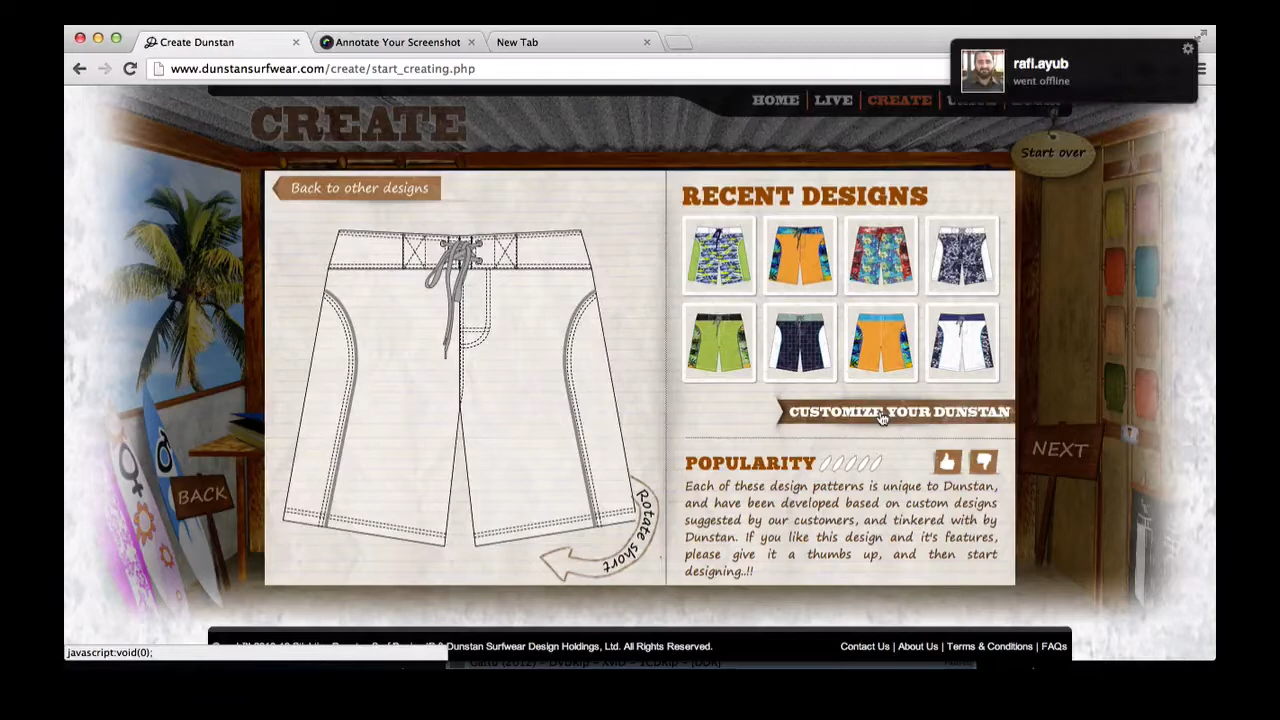 Create Dunstan
Annotate Your Screenshot
New Tab
www.dunstansurfwear.com/create/start_creating.php
rafi.ayub
went offline
HOME | LIVE | CREATE
CREATE
Start over
Back to other designs
RECENT DESIGNS
CUSTOMIZE YOUR DUNSTAN
NEXT
POPULARITY
Each of these design patterns is unique to Dunstan,
and have been developed based on custom designs
suggested by our customers, and tinkered with by
Dunstan. If you like this design and it's features,
please give it a thumbs up, and then start
designing..!!
BACK
Rotate short
& Dunstan Surfwear Design Holdings, Ltd. All Rights Reserved.
Contact Us | About Us | Terms & Conditions | FAQs
javascript:void(0);